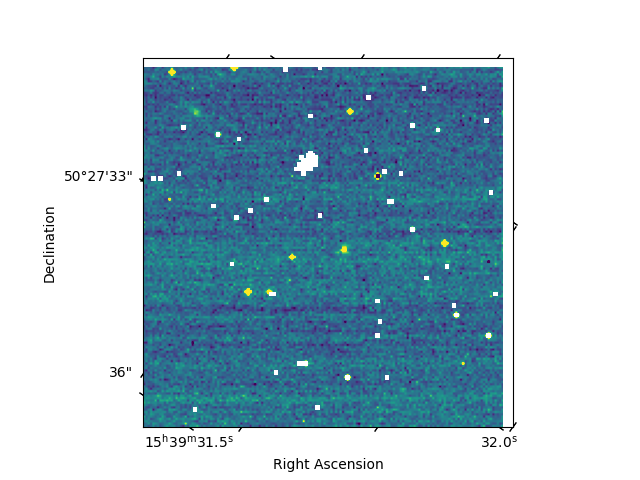 Declination
50°27'33"
36"
15ʰ39ᵐ31.5ˢ
32.0ˢ
Right Ascension